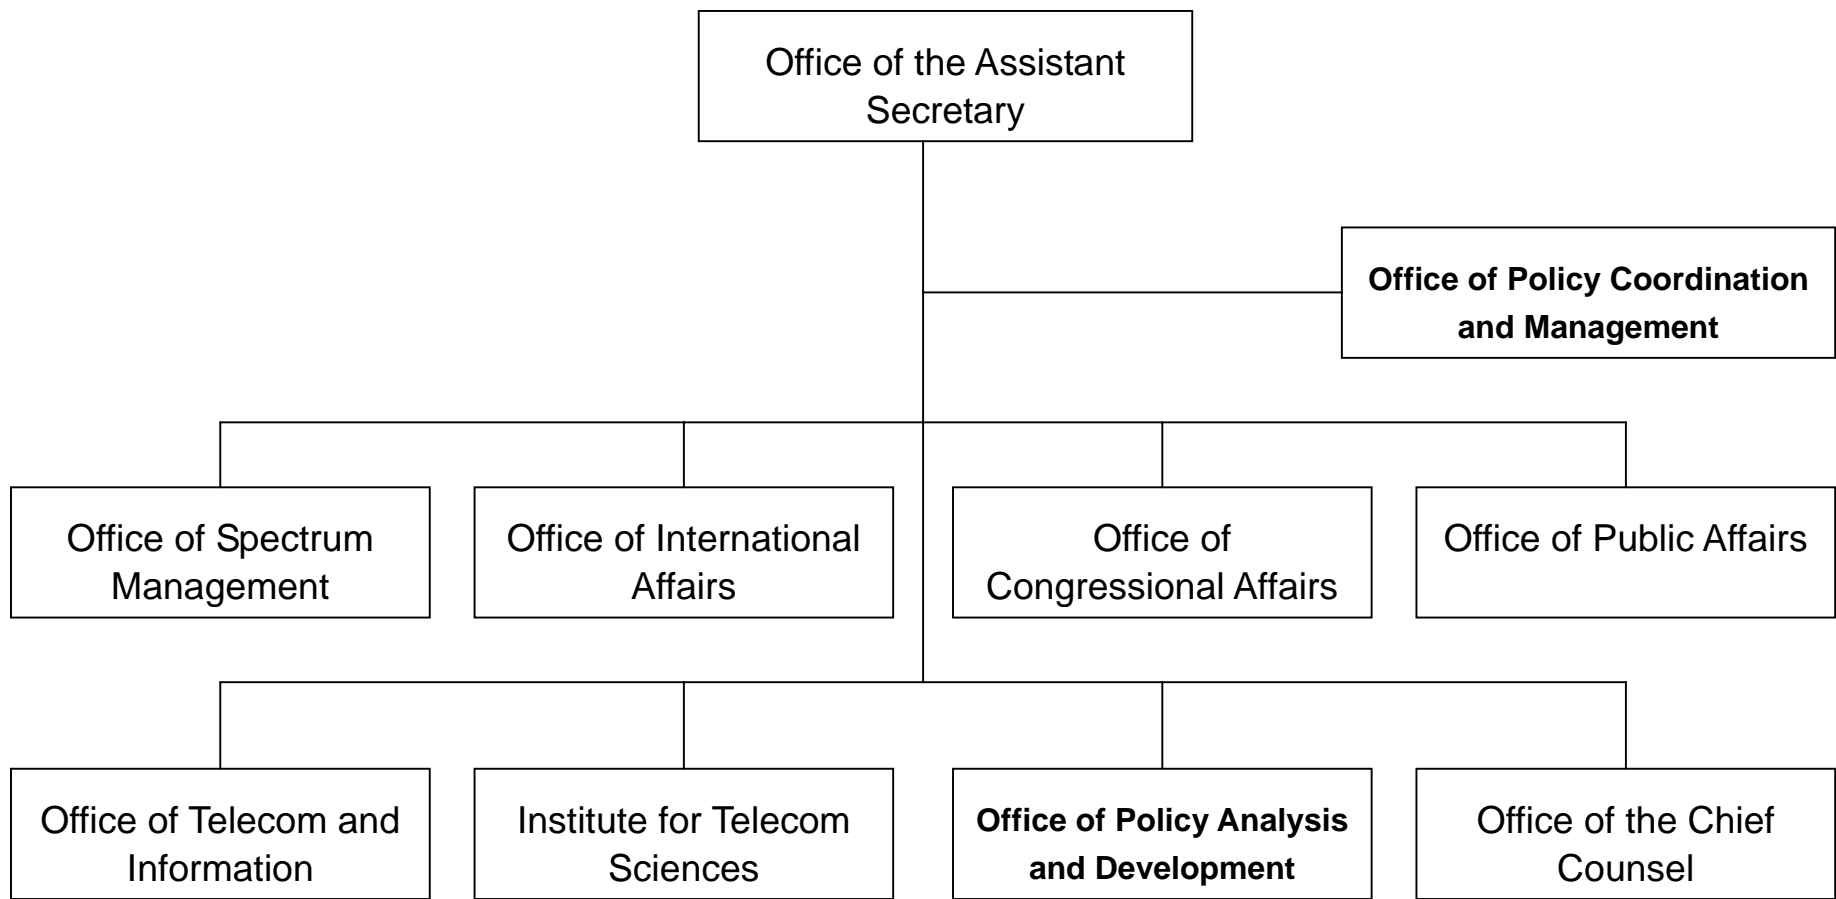 Office of the Assistant
Secretary
Office of Policy Coordination
and Management
Office of Spectrum
Management
Office of International
Affairs
Office of
Congressional Affairs
Office of Public Affairs
Office of Telecom and
Information
Institute for Telecom
Sciences
Office of Policy Analysis
and Development
Office of the Chief
Counsel